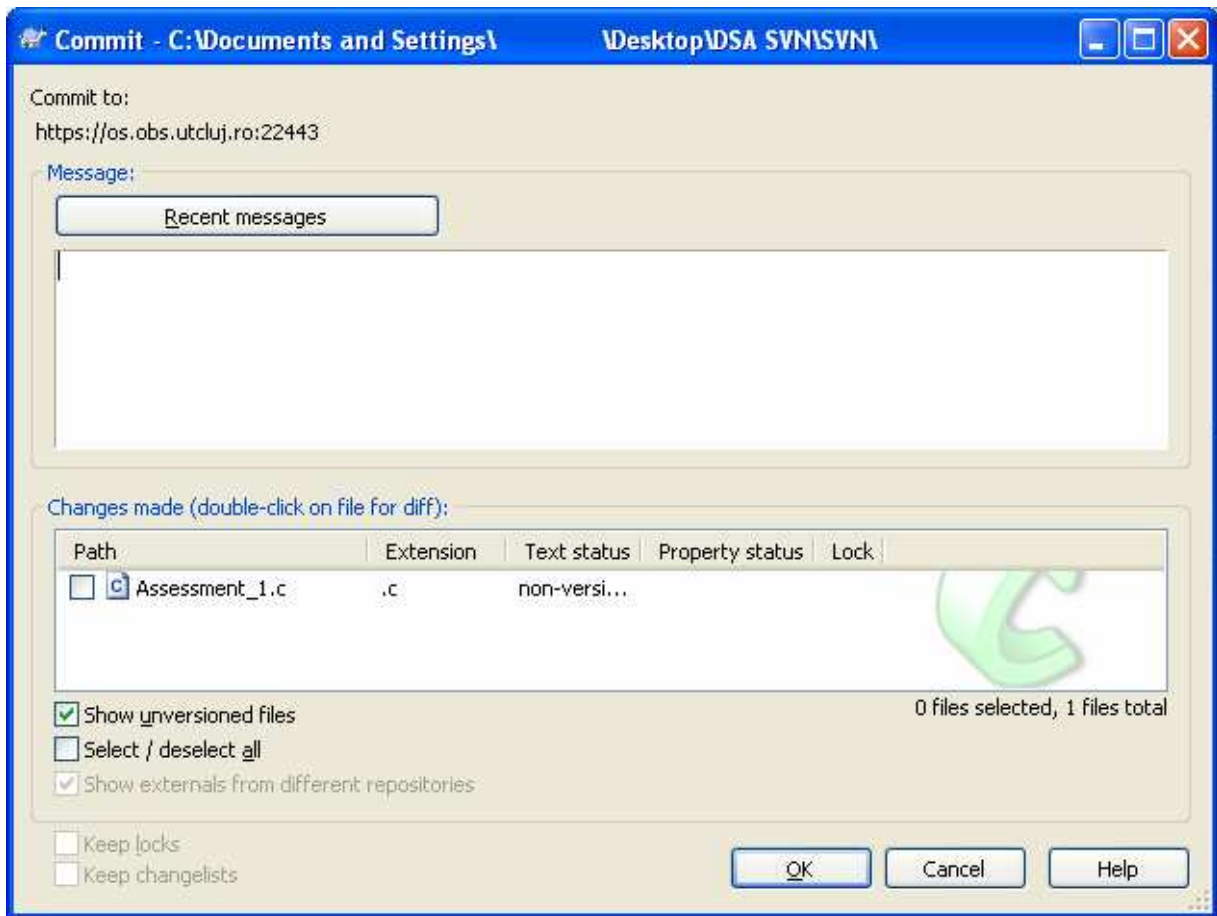 Commit - C:\Documents and Settings\ \Desktop\DSA SVN\SVN\
Commit to:
https://os.obs.utcluj.ro:22443
Message:
Recent messages
Changes made (double-click on file for diff):
Path Extension Text status Property status Lock
Assessment_1.c .c non-versi...
Show unversioned files 0 files selected, 1 files total
Select / deselect all
Show externals from different repositories
Keep locks
Keep changelists
OK Cancel Help